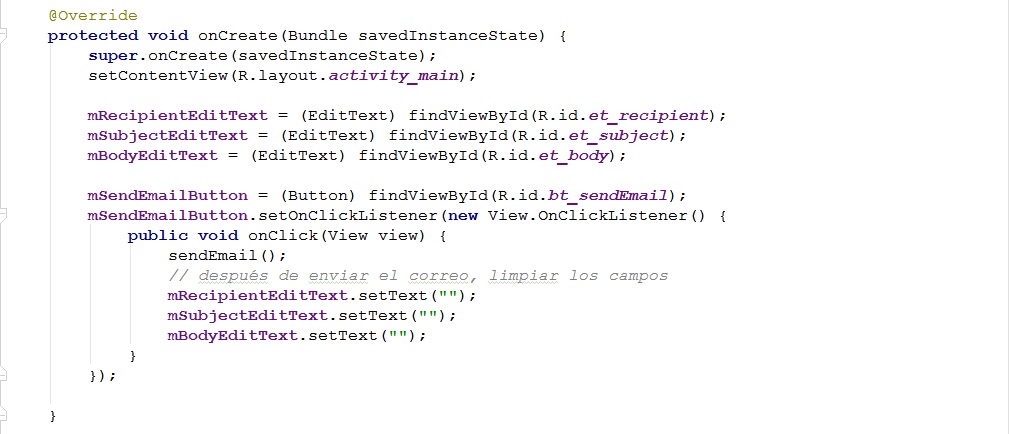 @Override
protected void onCreate(Bundle savedInstanceState) {
super.onCreate(savedInstanceState);
setContentView(R.layout.activity_main);
mRecipientEditText = (EditText) findViewById(R.id.et_recipient);
mSubjectEditText = (EditText) findViewById(R.id.et_subject);
mBodyEditText = (EditText) findViewById(R.id.et_body);
mSendEmailButton = (Button) findViewById(R.id.bt_sendEmail);
mSendEmailButton.setOnClickListener(new View.OnClickListener() {
public void onClick(View view) {
sendEmail();
// después de enviar el correo, limpiar los campos
mRecipientEditText.setText("");
mSubjectEditText.setText("");
mBodyEditText.setText("");
}
});
}